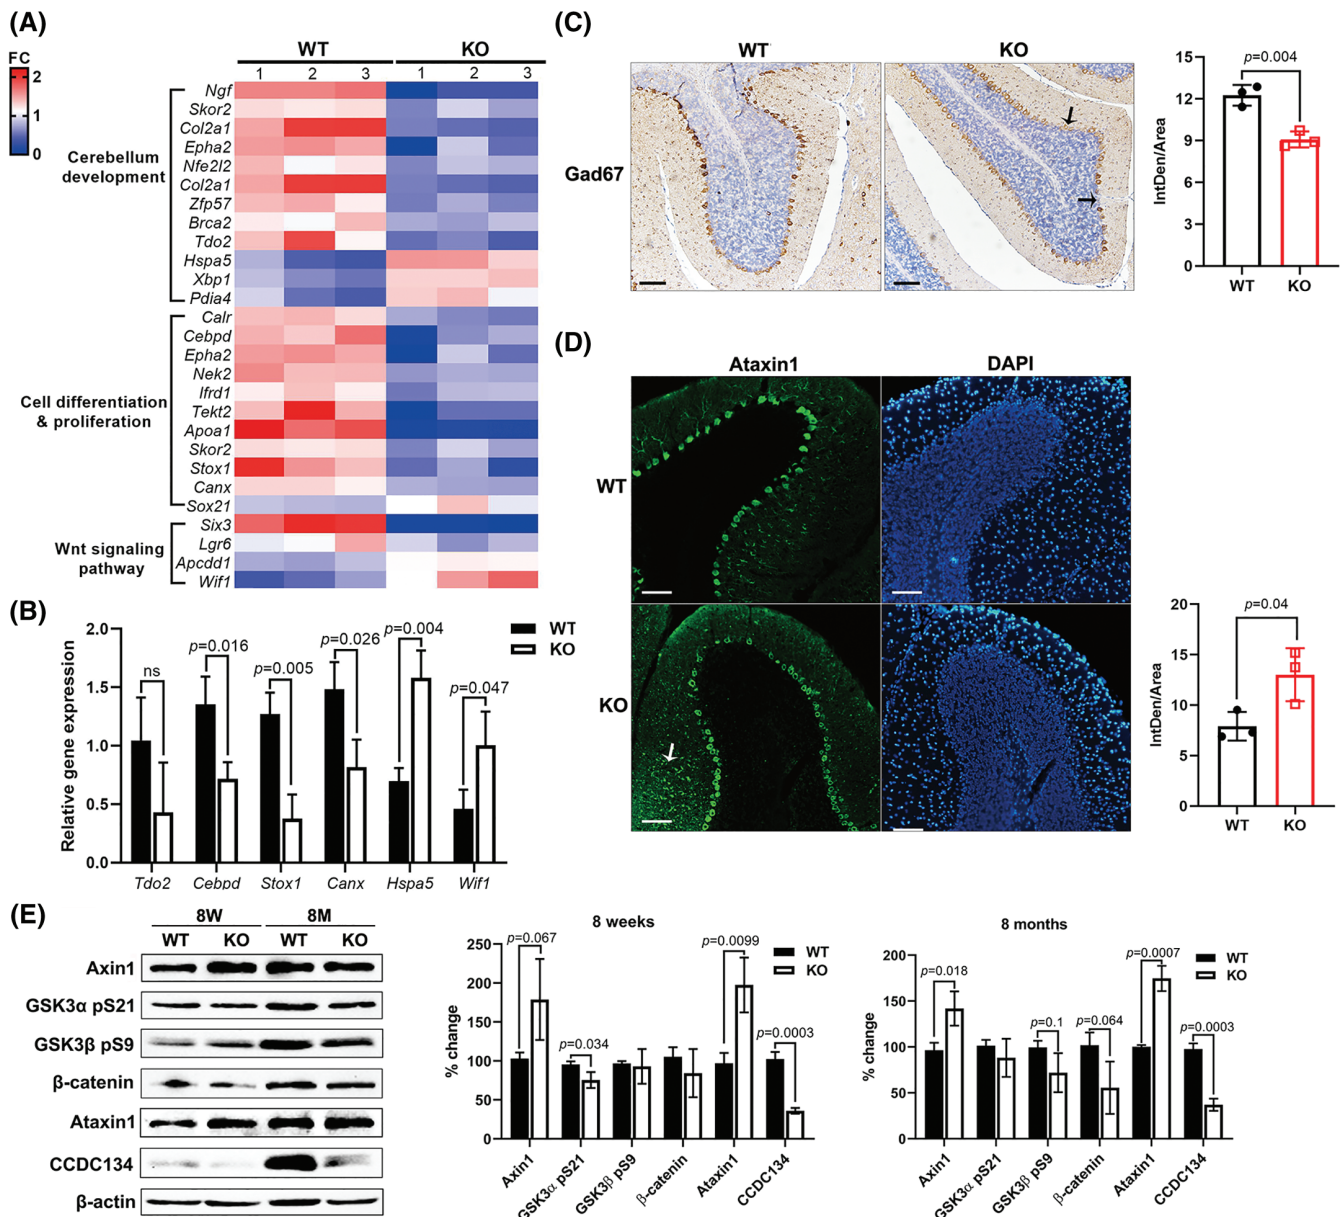 (A)
WT KO
FC
1 2 3 1 2 3
2
1
0
Cerebellum
development
Ngf
Skor2
Col2a1
Epha2
Nfe2l2
Col2a1
Zfp57
Brca2
Tdo2
Hspa5
Xbp1
Pdia4
Cell differentiation
& proliferation
Calr
Cebpd
Epha2
Nek2
Ifrd1
Tekt2
Apoa1
Skor2
Stox1
Canx
Sox21
Wnt signaling
pathway
Six3
Lgr6
Apcdd1
Wif1
(B)
Relative gene expression
2.0
1.5
1.0
0.5
0.0
ns
p=0.016
p=0.005
p=0.026
p=0.004
p=0.047
WT
KO
Tdo2 Cebpd Stox1 Canx Hspa5 Wif1
(C)
WT KO
Gad67
IntDen/Area
15
12
9
6
3
0
p=0.004
WT KO
(D)
Ataxin1 DAPI
WT
KO
IntDen/Area
20
15
10
5
0
p=0.04
WT KO
(E)
8W 8M
WT KO WT KO
Axin1
GSK3α pS21
GSK3β pS9
β-catenin
Ataxin1
CCDC134
β-actin
8 weeks
% change
250
200
150
100
50
0
p=0.067
p=0.034
p=0.0099
p=0.0003
WT
KO
Axin1
GSK3α pS21
GSK3β pS9
β-catenin
Ataxin1
CCDC134
8 months
% change
200
150
100
50
0
p=0.018
p=0.1
p=0.064
p=0.0007
p=0.0003
WT
KO
Axin1
GSK3α pS21
GSK3β pS9
β-catenin
Ataxin1
CCDC134